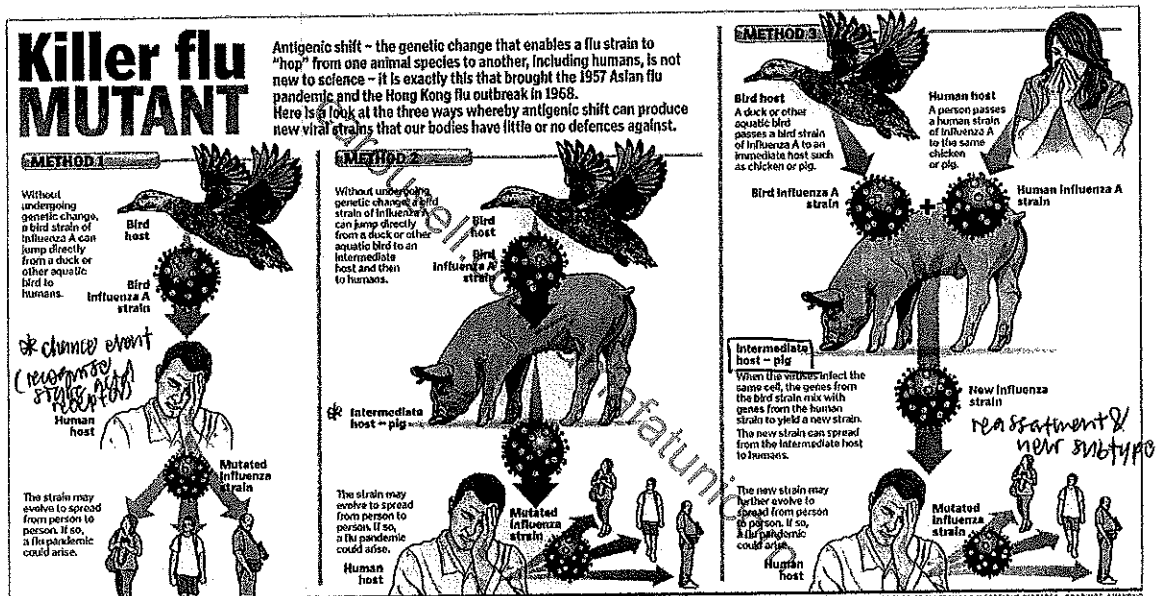 Killer flu
MUTANT
Antigenic shift – the genetic change that enables a flu strain to
"hop" from one animal species to another, including humans, is not
new to science – it is exactly this that brought the 1957 Asian flu
pandemic and the Hong Kong flu outbreak in 1968.
Here is a look at the three ways whereby antigenic shift can produce
new viral strains that our bodies have little or no defences against.
METHOD 1
Without
undergoing
genetic change,
a bird strain of
influenza A can
jump directly
from a duck or
other aquatic
bird to
humans.
Bird
host
Bird
influenza A
strain
* chance event
(recognise
receptors)
Human
host
Mutated
influenza
strain
The strain may
evolve to spread
from person to
person. If so,
a flu pandemic
could arise.
METHOD 2
Without undergoing
genetic change, a bird
strain of influenza A
can jump directly
from a duck or other
aquatic bird to an
intermediate
host and then
to humans.
Bird
host
Bird
influenza A
strain
* Intermediate
host – pig
The strain may
evolve to spread
from person to
person. If so,
a flu pandemic
could arise.
Mutated
influenza
strain
Human
host
METHOD 3
Bird host
A duck or other
aquatic bird
passes a bird strain
of influenza A to an
immediate host such
as chicken or pig.
Human host
A person passes
a human strain
of influenza A
to the same
chicken
or pig.
Bird influenza A
strain
+
Human influenza A
strain
Intermediate
host – pig
When the viruses infect the
same cell, the genes from
the bird strain mix with
genes from the human
strain to yield a new strain.
The new strain can spread
from the intermediate host
to humans.
New influenza
strain
reassortment &
new subtype
The new strain may
further evolve to
spread from person
to person. If so,
a flu pandemic
could arise.
Mutated
influenza
strain
Human
host